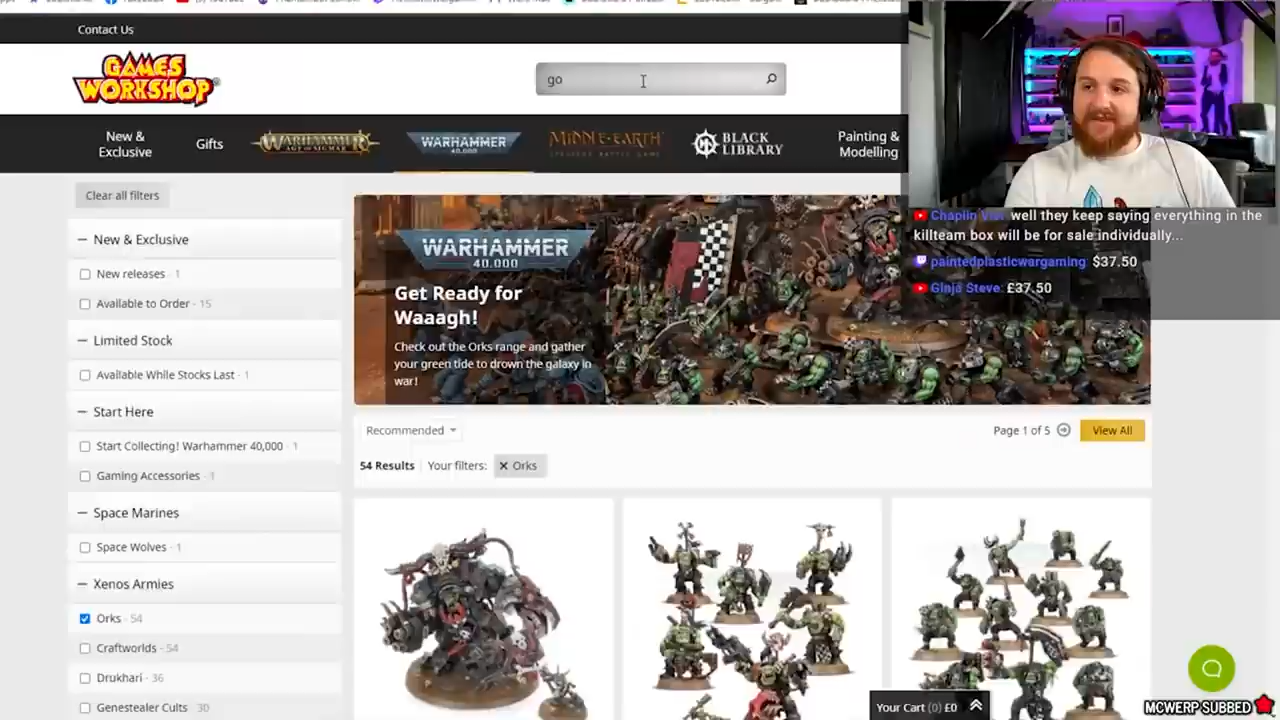 Contact Us
GAMES
WORKSHOP
go
New &
Exclusive
Gifts
WARHAMMER
AGE OF SIGMAR
WARHAMMER
40,000
MIDDLE-EARTH
STRATEGY BATTLE GAME
BLACK
LIBRARY
Painting &
Modelling
well they keep saying everything in the
killteam box will be for sale individually...
paintedplasticwargaming: $37.50
Ginja Steve: £37.50
Clear all filters
New & Exclusive
New releases - 1
Available to Order - 15
Limited Stock
Available While Stocks Last - 1
Start Here
Start Collecting! Warhammer 40,000 - 1
Gaming Accessories - 1
Space Marines
Space Wolves - 1
Xenos Armies
Orks - 54
Craftworlds - 54
Drukhari - 36
Genestealer Cults 30
WARHAMMER
40,000
Get Ready for
Waaagh!
Check out the Orks range and gather
your green tide to drown the galaxy in
war!
Recommended
Page 1 of 5
View All
54 Results
Your filters:
Orks
Your Cart (0) £0
MCWERP SUBBED